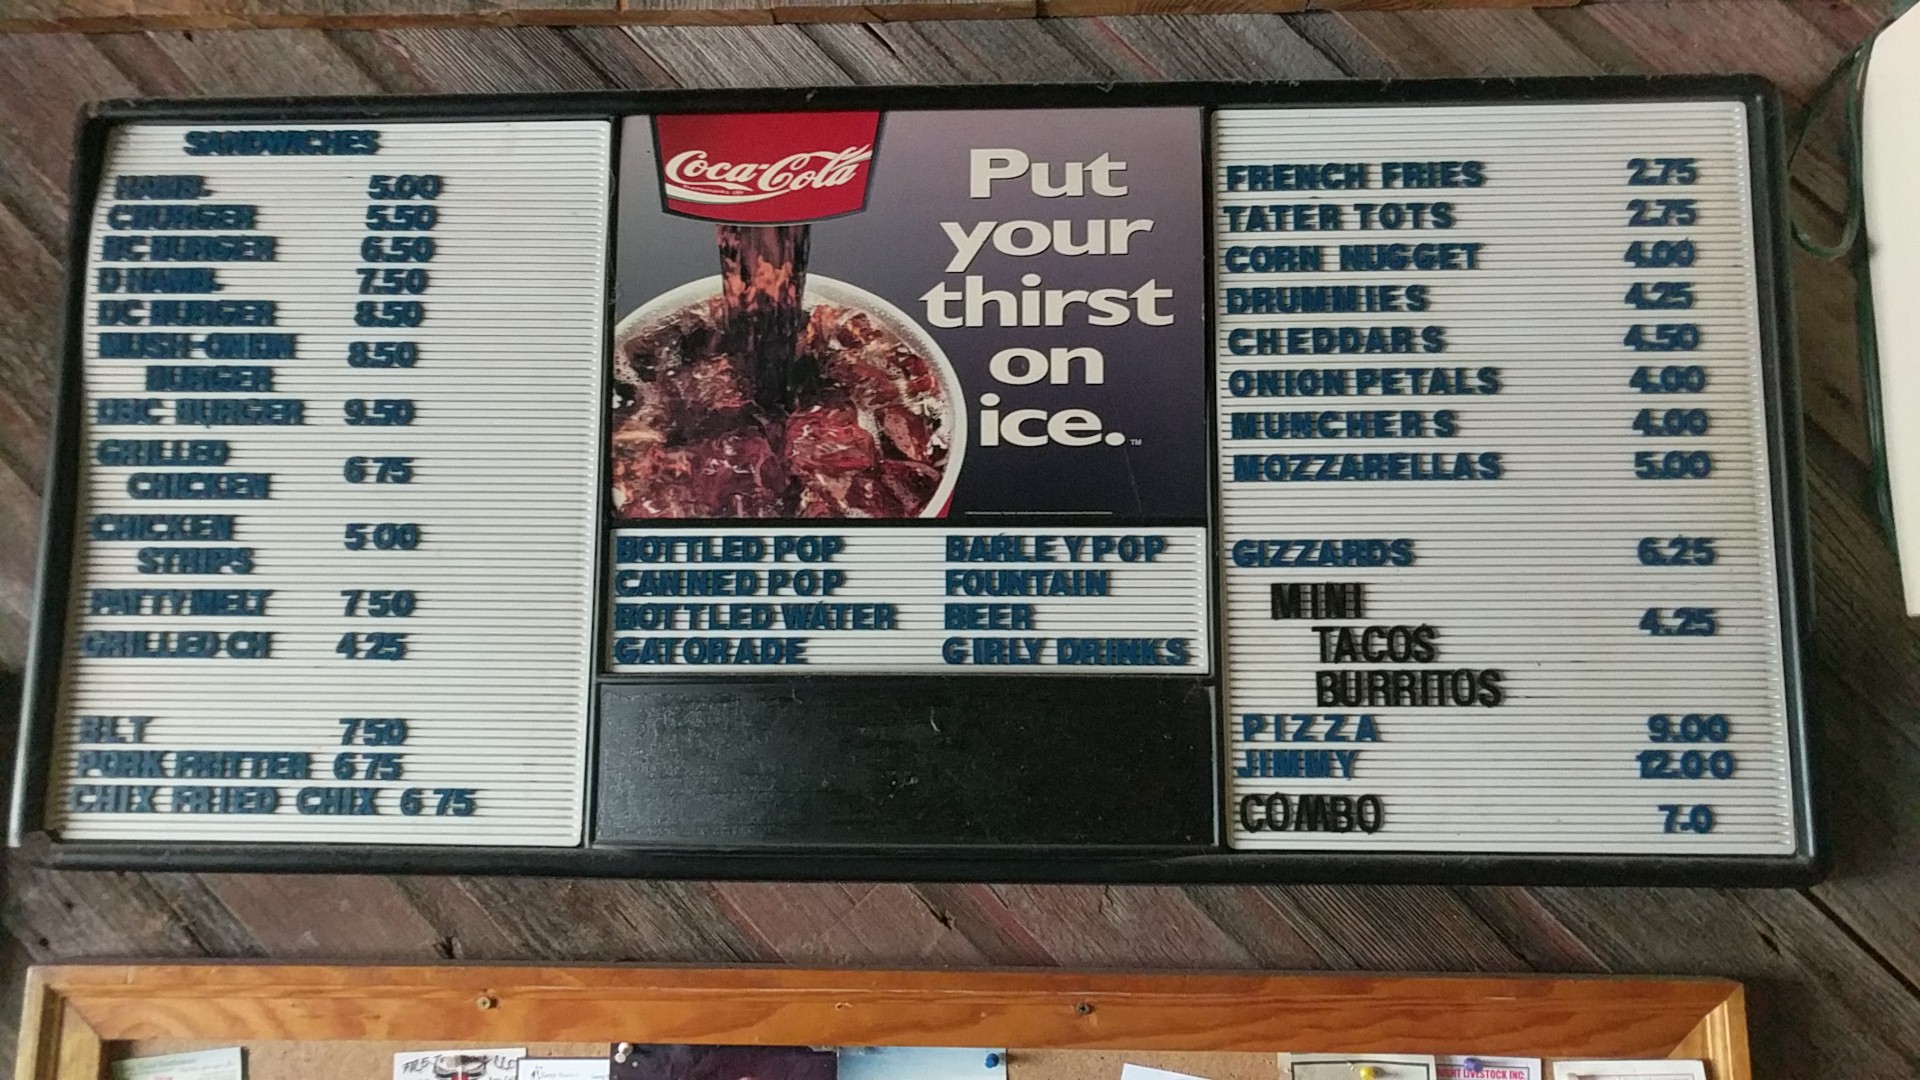 SANDWICHES
HAMB. 5.00
CBURGER 5.50
BC BURGER 6.50
D HAMB. 7.50
DC BURGER 8.50
MUSH-ONION 8.50
BURGER
DBC BURGER 9.50
GRILLED
CHICKEN 6 75
CHICKEN
STRIPS 5 00
PATTYMELT 7 50
GRILLED CH 4 25
BLT 7 50
PORK FRITTER 6 75
CHIX FRIED CHIX 6 75
Coca-Cola
Put
your
thirst
on
ice.™
BOTTLED POP BARLEY POP
CANNED POP FOUNTAIN
BOTTLED WATER BEER
GATORADE GIRLY DRINKS
FRENCH FRIES 2.75
TATER TOTS 2.75
CORN NUGGET 4.00
DRUMMIES 4.25
CHEDDARS 4.50
ONION PETALS 4.00
MUNCHERS 4.00
MOZZARELLAS 5.00
GIZZARDS 6.25
MINI
TACOS 4.25
BURRITOS
PIZZA 9.00
JIMMY 12.00
COMBO 7.0
LIVESTOCK INC